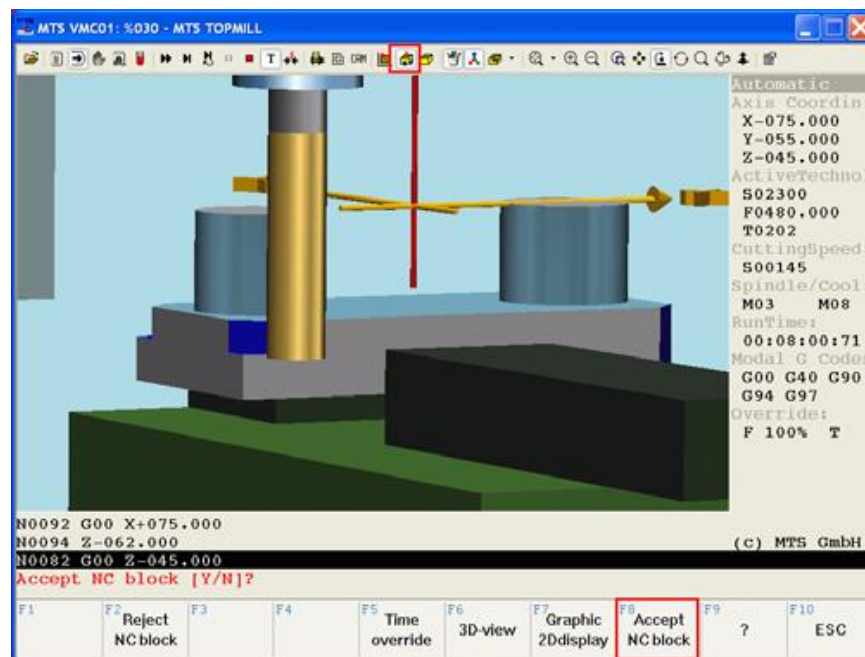 MTS VMC01: %030 - MTS TOPMILL
T
CAM
Automatic
Axis Coordin
X-075.000
Y-055.000
Z-045.000
ActiveTechno
S02300
F0480.000
T0202
CuttingSpeed
S00145
Spindle/Cool
M03 M08
RunTime:
00:08:00:71
Modal G Code
G00 G40 G90
G94 G97
Override:
F 100% T
N0092 G00 X+075.000
N0094 Z-062.000
(c) MTS GmbH
N0082 G00 Z-045.000
Accept NC block [Y/N]?
F1
F2 Reject
NC block
F3
F4
F5 Time
override
F6
3D-view
F7 Graphic
2Ddisplay
F8 Accept
NC block
F9
?
F10
ESC